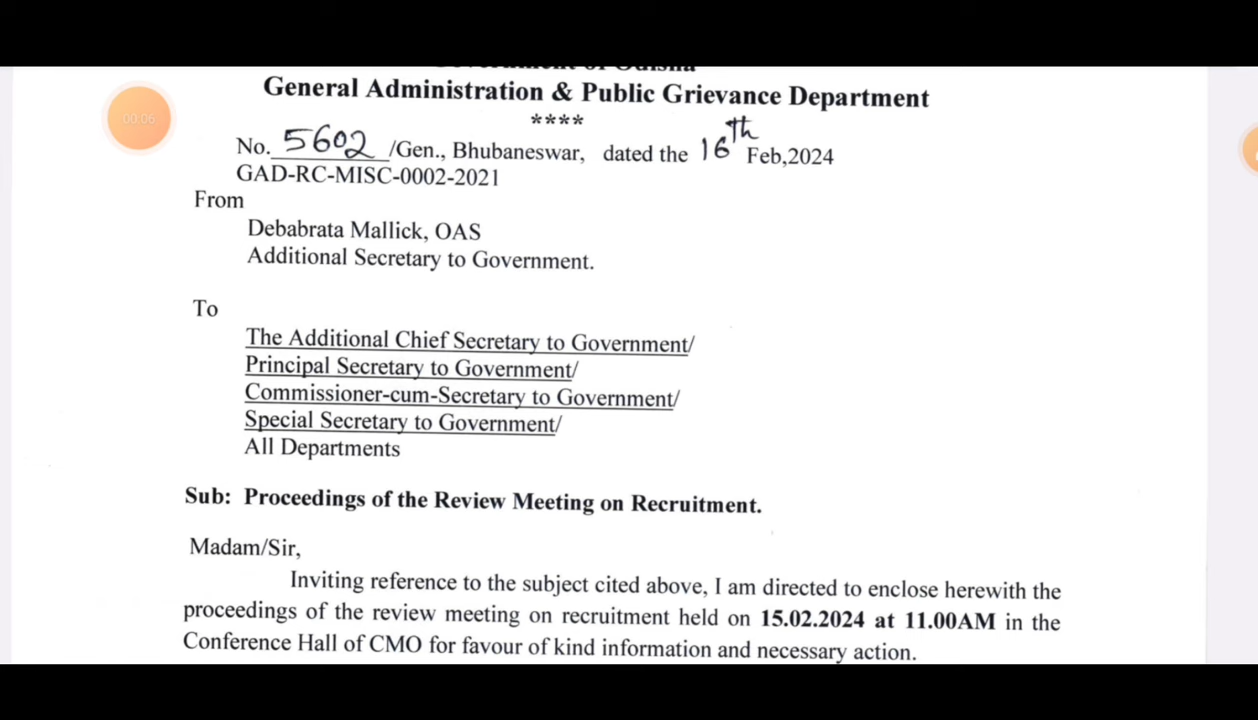 Government of Odisha
General Administration & Public Grievance Department
****
00:06
No. 5602 /Gen., Bhubaneswar, dated the 16th Feb,2024
GAD-RC-MISC-0002-2021
From
Debabrata Mallick, OAS
Additional Secretary to Government.
To
The Additional Chief Secretary to Government/
Principal Secretary to Government/
Commissioner-cum-Secretary to Government/
Special Secretary to Government/
All Departments
Sub: Proceedings of the Review Meeting on Recruitment.
Madam/Sir,
Inviting reference to the subject cited above, I am directed to enclose herewith the
proceedings of the review meeting on recruitment held on 15.02.2024 at 11.00AM in the
Conference Hall of CMO for favour of kind information and necessary action.